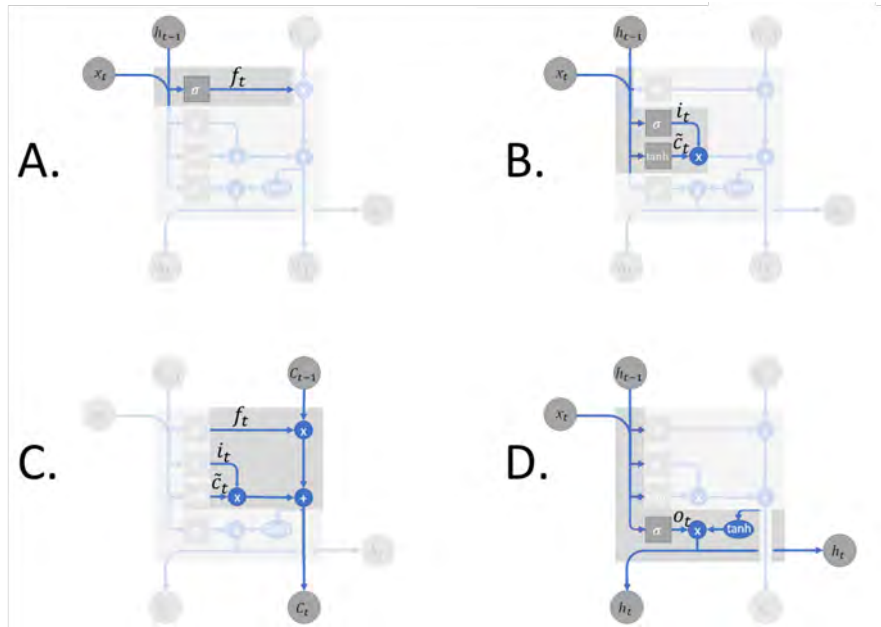 h_{t-1}
x_t
σ
f_t
A.
h_{t-1}
x_t
i_t
σ
c̃_t
tanh
x
B.
C_{t-1}
f_t
x
i_t
c̃_t
x
+
C.
C_t
h_{t-1}
x_t
D.
o_t
σ
x
tanh
h_t
h_t